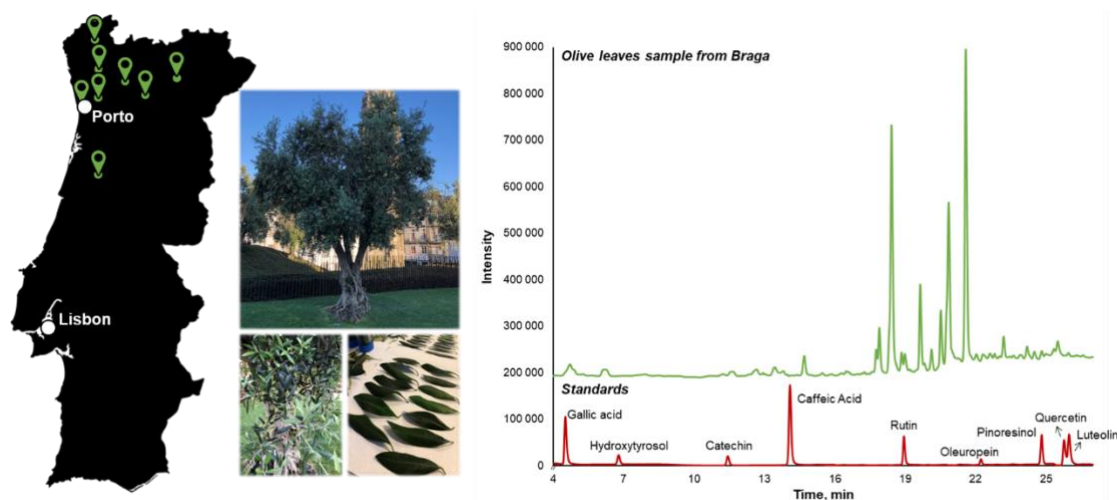 Porto
Lisbon
Olive leaves sample from Braga
900 000
800 000
700 000
600 000
500 000
400 000
300 000
200 000
100 000
0
Intensity
Standards
Gallic acid
Hydroxytyrosol
Catechin
Caffeic Acid
Rutin
Oleuropein
Pinoresinol
Quercetin
Luteolin
4 7 10 13 16 19 22 25
Time, min